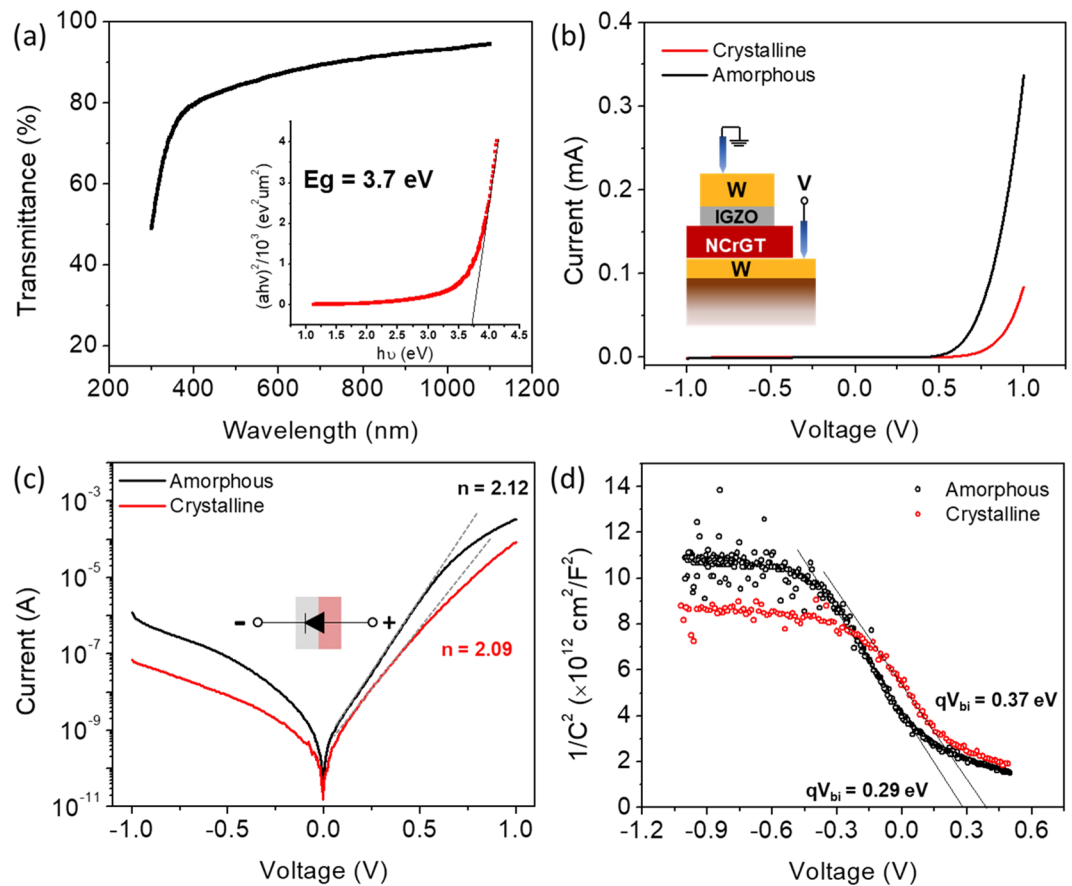 (a)
100
80
60
40
20
Transmittance (%)
200
400
600
800
1000
1200
Wavelength (nm)
Eg = 3.7 eV
4
3
2
1
0
(ahv)²/10³ (ev²um²)
1.0
1.5
2.0
2.5
3.0
3.5
4.0
4.5
hυ (eV)
(b)
Crystalline
Amorphous
0.4
0.3
0.2
0.1
0.0
Current (mA)
W
V
IGZO
NCrGT
W
-1.0
-0.5
0.0
0.5
1.0
Voltage (V)
(c)
Amorphous
Crystalline
n = 2.12
n = 2.09
10⁻³
10⁻⁵
10⁻⁷
10⁻⁹
10⁻¹¹
Current (A)
-
+
-1.0
-0.5
0.0
0.5
1.0
Voltage (V)
(d)
Amorphous
Crystalline
14
12
10
8
6
4
2
0
1/C² (×10¹² cm²/F²)
qVbi = 0.37 eV
qVbi = 0.29 eV
-1.2
-0.9
-0.6
-0.3
0.0
0.3
0.6
Voltage (V)